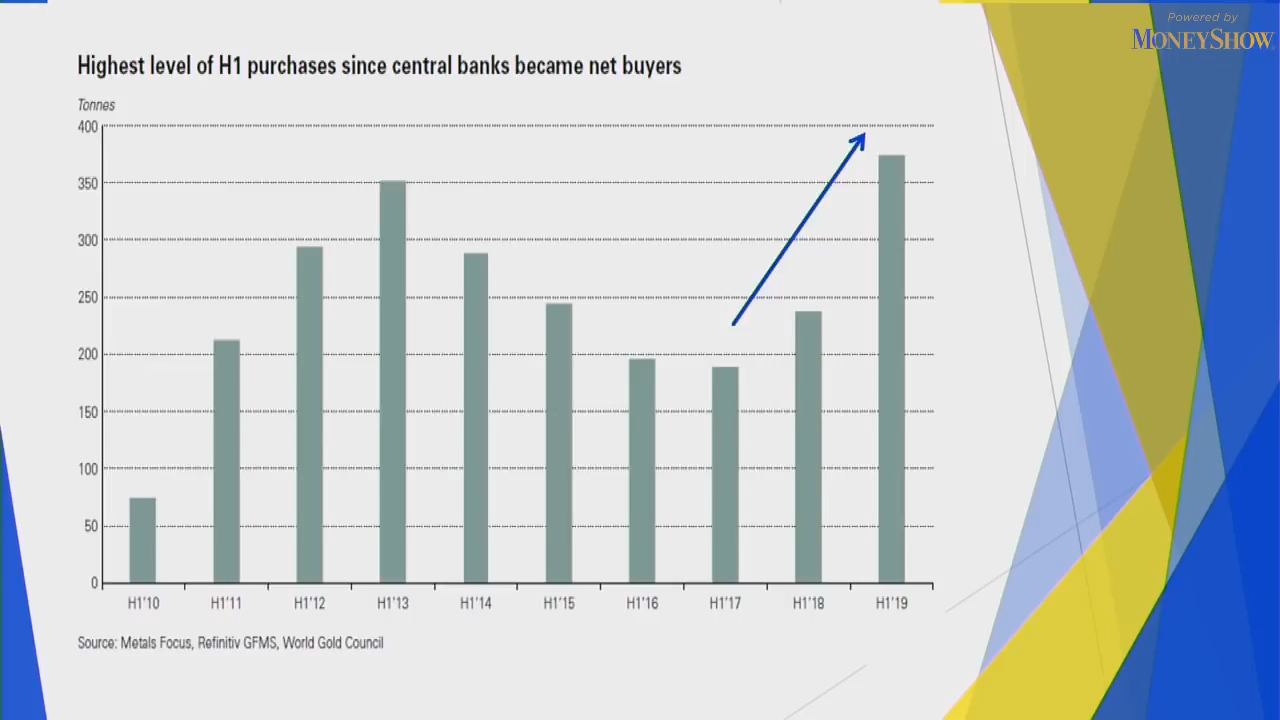 Powered by
MONEYSHOW
Highest level of H1 purchases since central banks became net buyers
Tonnes
400
350
300
250
200
150
100
50
0
H1'10 H1'11 H1'12 H1'13 H1'14 H1'15 H1'16 H1'17 H1'18 H1'19
Source: Metals Focus, Refinitiv GFMS, World Gold Council